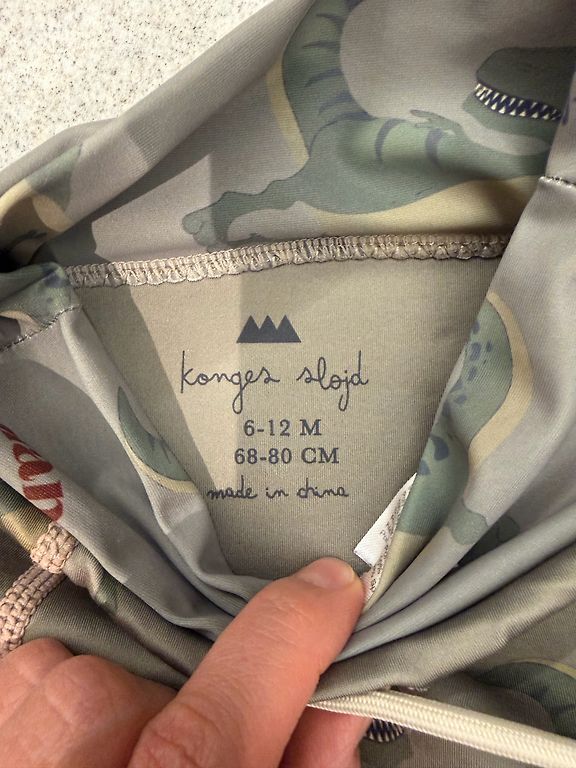 konges sløjd
6-12 M
68-80 CM
made in china